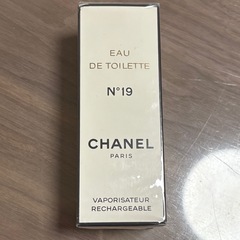 EAU
DE TOILETTE
N°19
CHANEL
PARIS
VAPORISATEUR
RECHARGEABLE